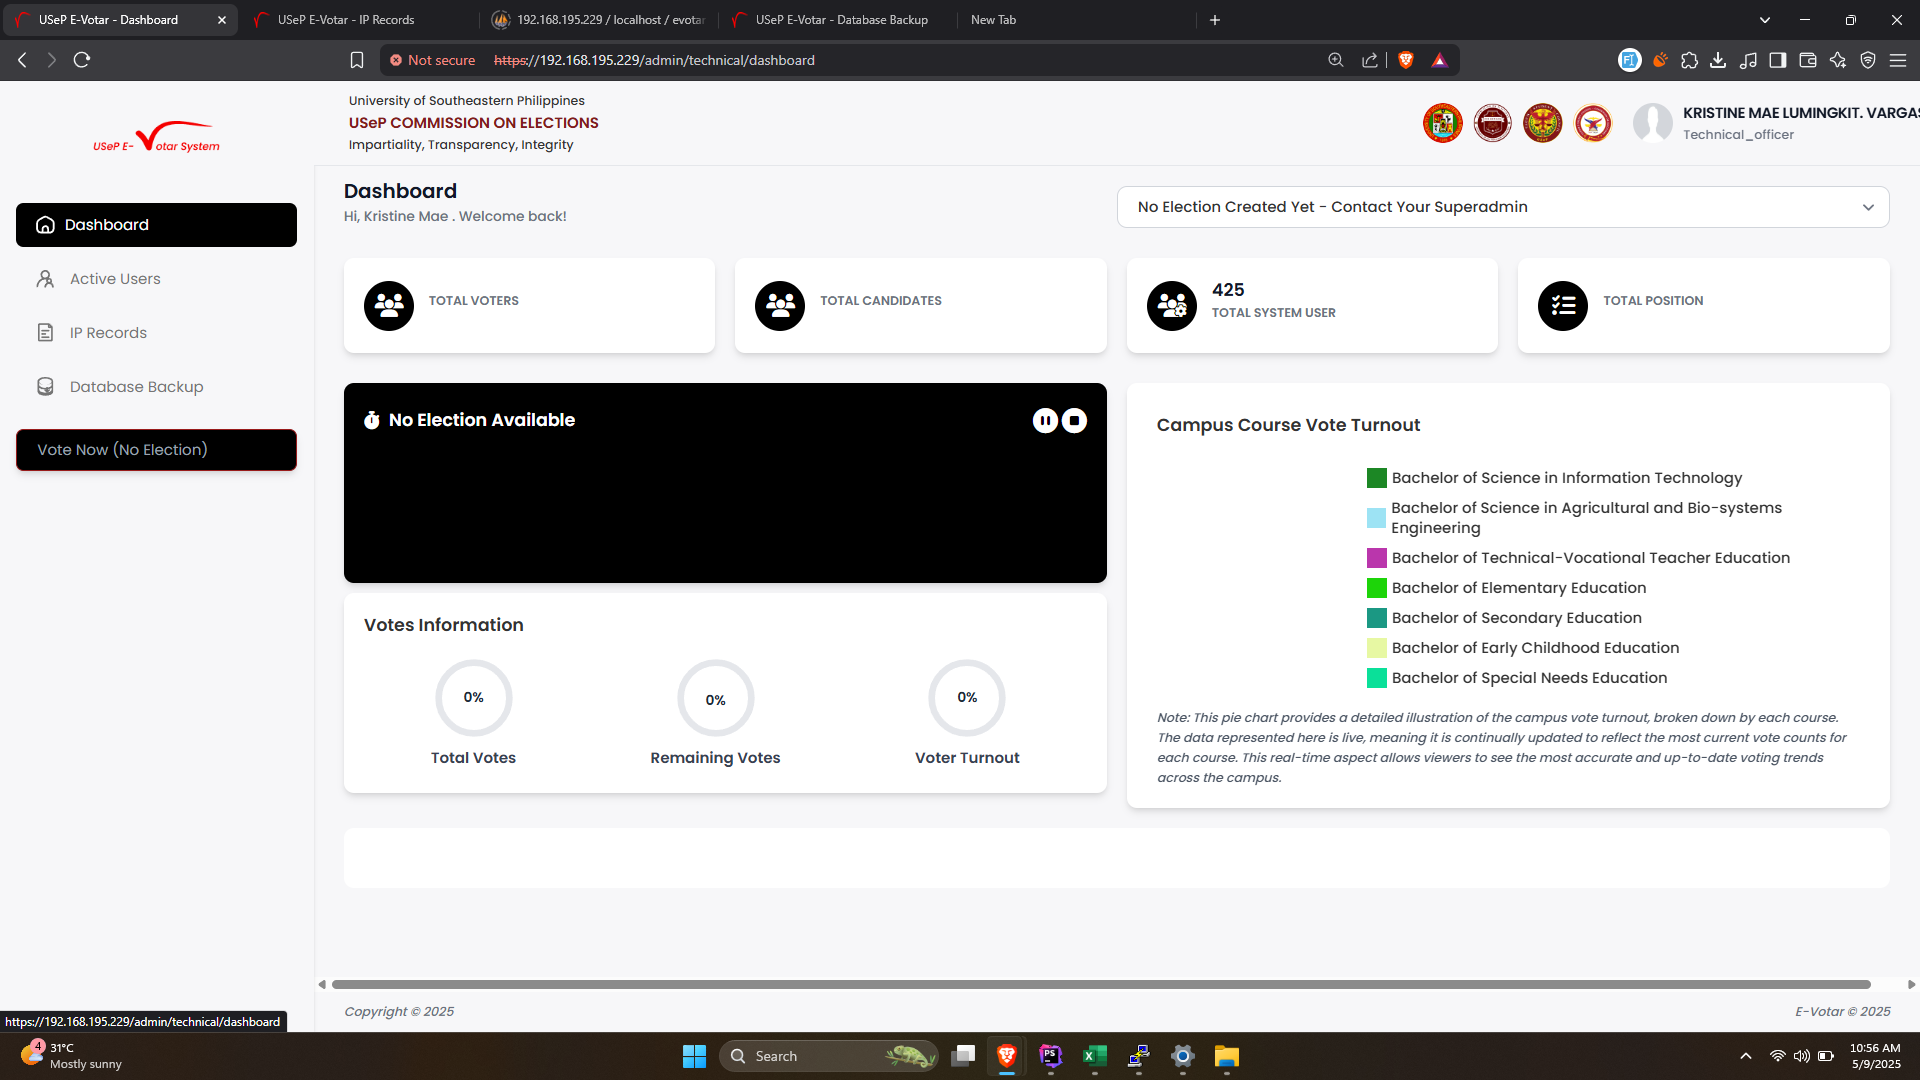 USeP E-Votar - Dashboard
USeP E-Votar - IP Records
192.168.195.229 / localhost / evotar
USeP E-Votar - Database Backup
New Tab
Not secure
https://192.168.195.229/admin/technical/dashboard
USeP E-Votar System
University of Southeastern Philippines
USeP COMMISSION ON ELECTIONS
Impartiality, Transparency, Integrity
KRISTINE MAE LUMINGKIT. VARGAS
Technical_officer
Dashboard
Active Users
IP Records
Database Backup
Vote Now (No Election)
Dashboard
Hi, Kristine Mae . Welcome back!
No Election Created Yet - Contact Your Superadmin
TOTAL VOTERS
TOTAL CANDIDATES
425
TOTAL SYSTEM USER
TOTAL POSITION
No Election Available
Votes Information
0%
0%
0%
Total Votes
Remaining Votes
Voter Turnout
Campus Course Vote Turnout
Bachelor of Science in Information Technology
Bachelor of Science in Agricultural and Bio-systems
Engineering
Bachelor of Technical-Vocational Teacher Education
Bachelor of Elementary Education
Bachelor of Secondary Education
Bachelor of Early Childhood Education
Bachelor of Special Needs Education
Note: This pie chart provides a detailed illustration of the campus vote turnout, broken down by each course.
The data represented here is live, meaning it is continually updated to reflect the most current vote counts for
each course. This real-time aspect allows viewers to see the most accurate and up-to-date voting trends
across the campus.
Copyright © 2025
E-Votar © 2025
https://192.168.195.229/admin/technical/dashboard
4
31°C
Mostly sunny
Search
PS
10:56 AM
5/9/2025